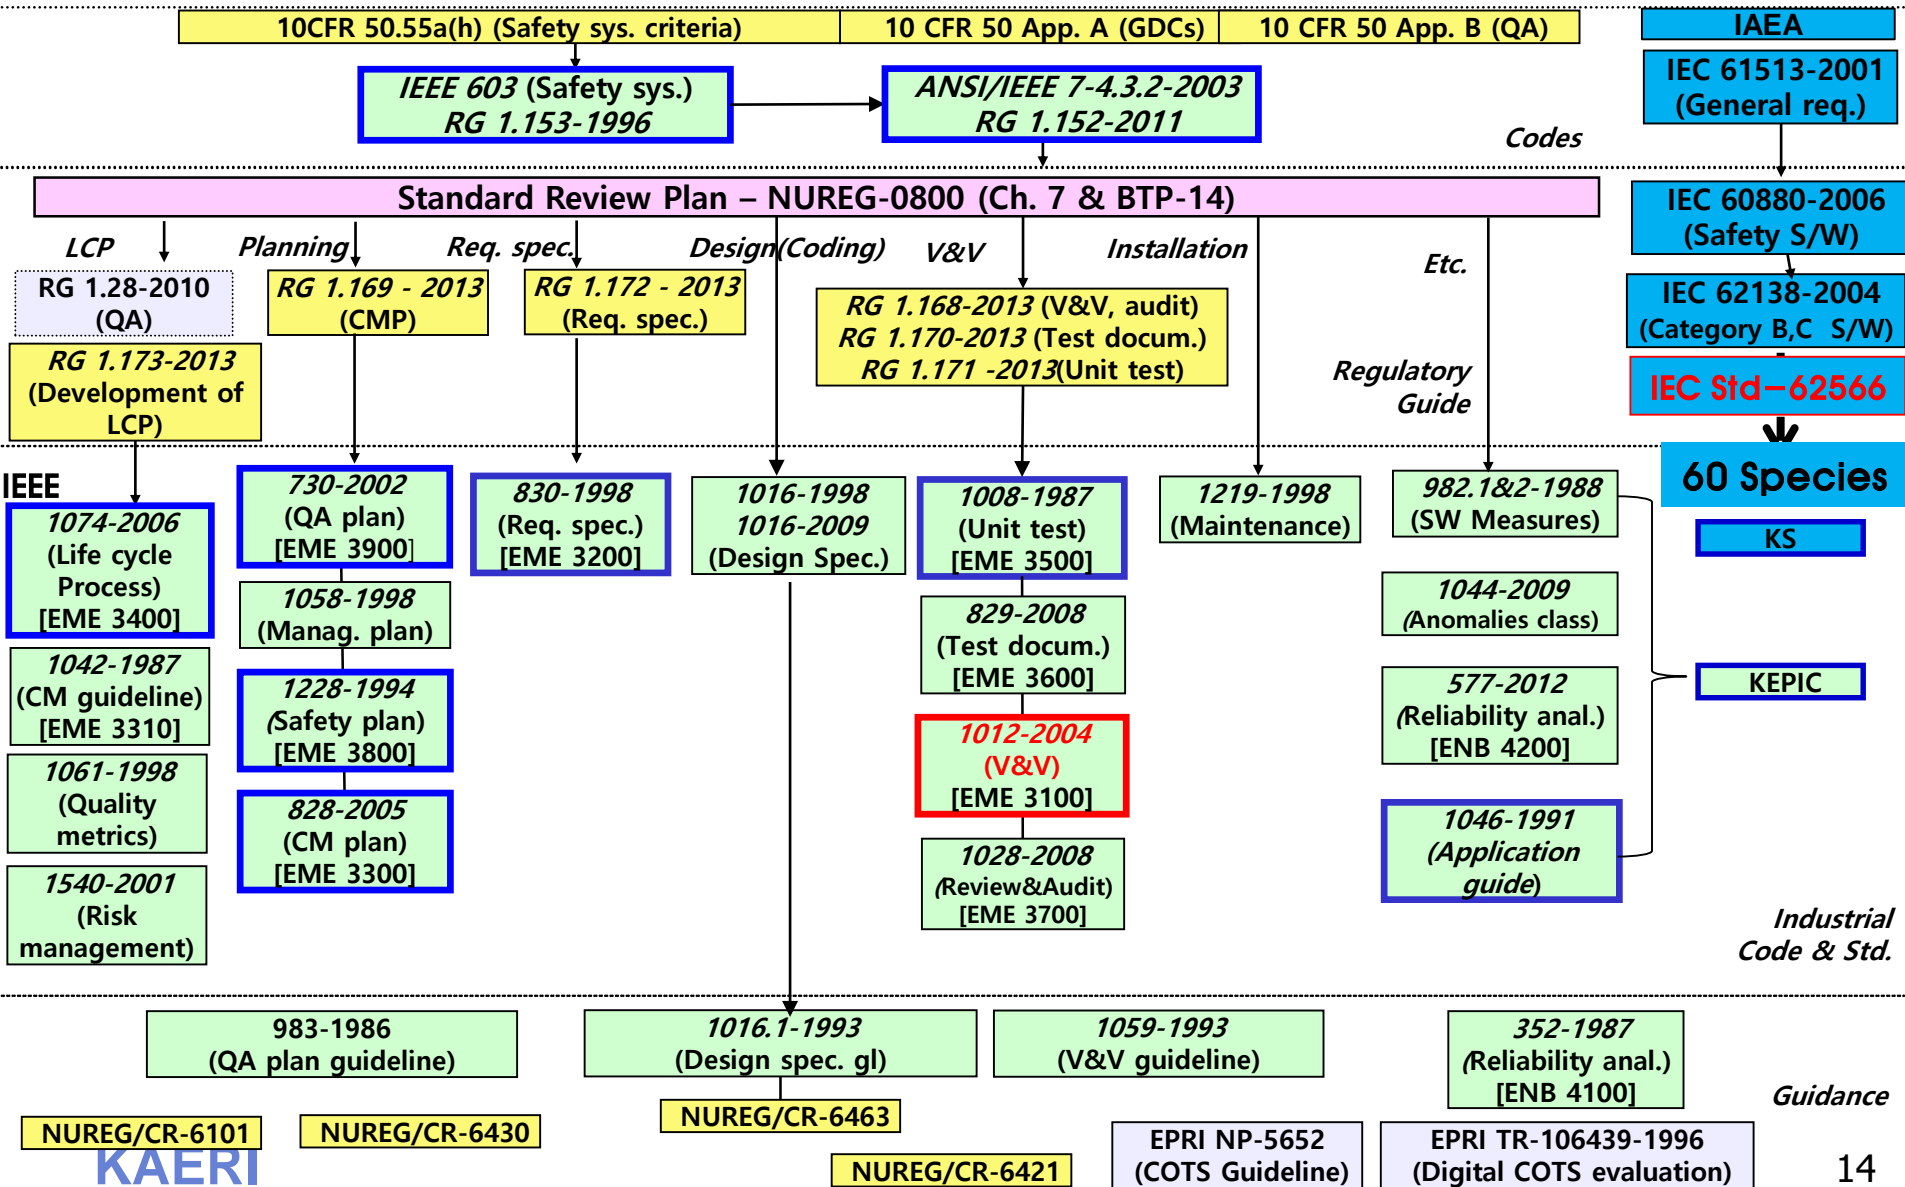 10CFR 50.55a(h) (Safety sys. criteria)
10 CFR 50 App. A (GDCs)
10 CFR 50 App. B (QA)
IAEA
IEEE 603 (Safety sys.)
RG 1.153-1996
ANSI/IEEE 7-4.3.2-2003
RG 1.152-2011
IEC 61513-2001
(General req.)
Codes
Standard Review Plan – NUREG-0800 (Ch. 7 & BTP-14)
IEC 60880-2006
(Safety S/W)
LCP
Planning
Req. spec.
Design(Coding)
V&V
Installation
Etc.
RG 1.28-2010
(QA)
RG 1.169 - 2013
(CMP)
RG 1.172 - 2013
(Req. spec.)
RG 1.168-2013 (V&V, audit)
RG 1.170-2013 (Test docum.)
RG 1.171 -2013(Unit test)
IEC 62138-2004
(Category B,C S/W)
RG 1.173-2013
(Development of
LCP)
Regulatory
Guide
IEC Std-62566
60 Species
IEEE
1074-2006
(Life cycle
Process)
[EME 3400]
730-2002
(QA plan)
[EME 3900]
830-1998
(Req. spec.)
[EME 3200]
1016-1998
1016-2009
(Design Spec.)
1008-1987
(Unit test)
[EME 3500]
1219-1998
(Maintenance)
982.1&2-1988
(SW Measures)
KS
1058-1998
(Manag. plan)
829-2008
(Test docum.)
[EME 3600]
1044-2009
(Anomalies class)
1042-1987
(CM guideline)
[EME 3310]
1228-1994
(Safety plan)
[EME 3800]
1012-2004
(V&V)
[EME 3100]
577-2012
(Reliability anal.)
[ENB 4200]
KEPIC
1061-1998
(Quality
metrics)
828-2005
(CM plan)
[EME 3300]
1028-2008
(Review&Audit)
[EME 3700]
1046-1991
(Application
guide)
1540-2001
(Risk
management)
Industrial
Code & Std.
983-1986
(QA plan guideline)
1016.1-1993
(Design spec. gl)
1059-1993
(V&V guideline)
352-1987
(Reliability anal.)
[ENB 4100]
Guidance
NUREG/CR-6101
NUREG/CR-6430
NUREG/CR-6463
NUREG/CR-6421
EPRI NP-5652
(COTS Guideline)
EPRI TR-106439-1996
(Digital COTS evaluation)
KAERI
14